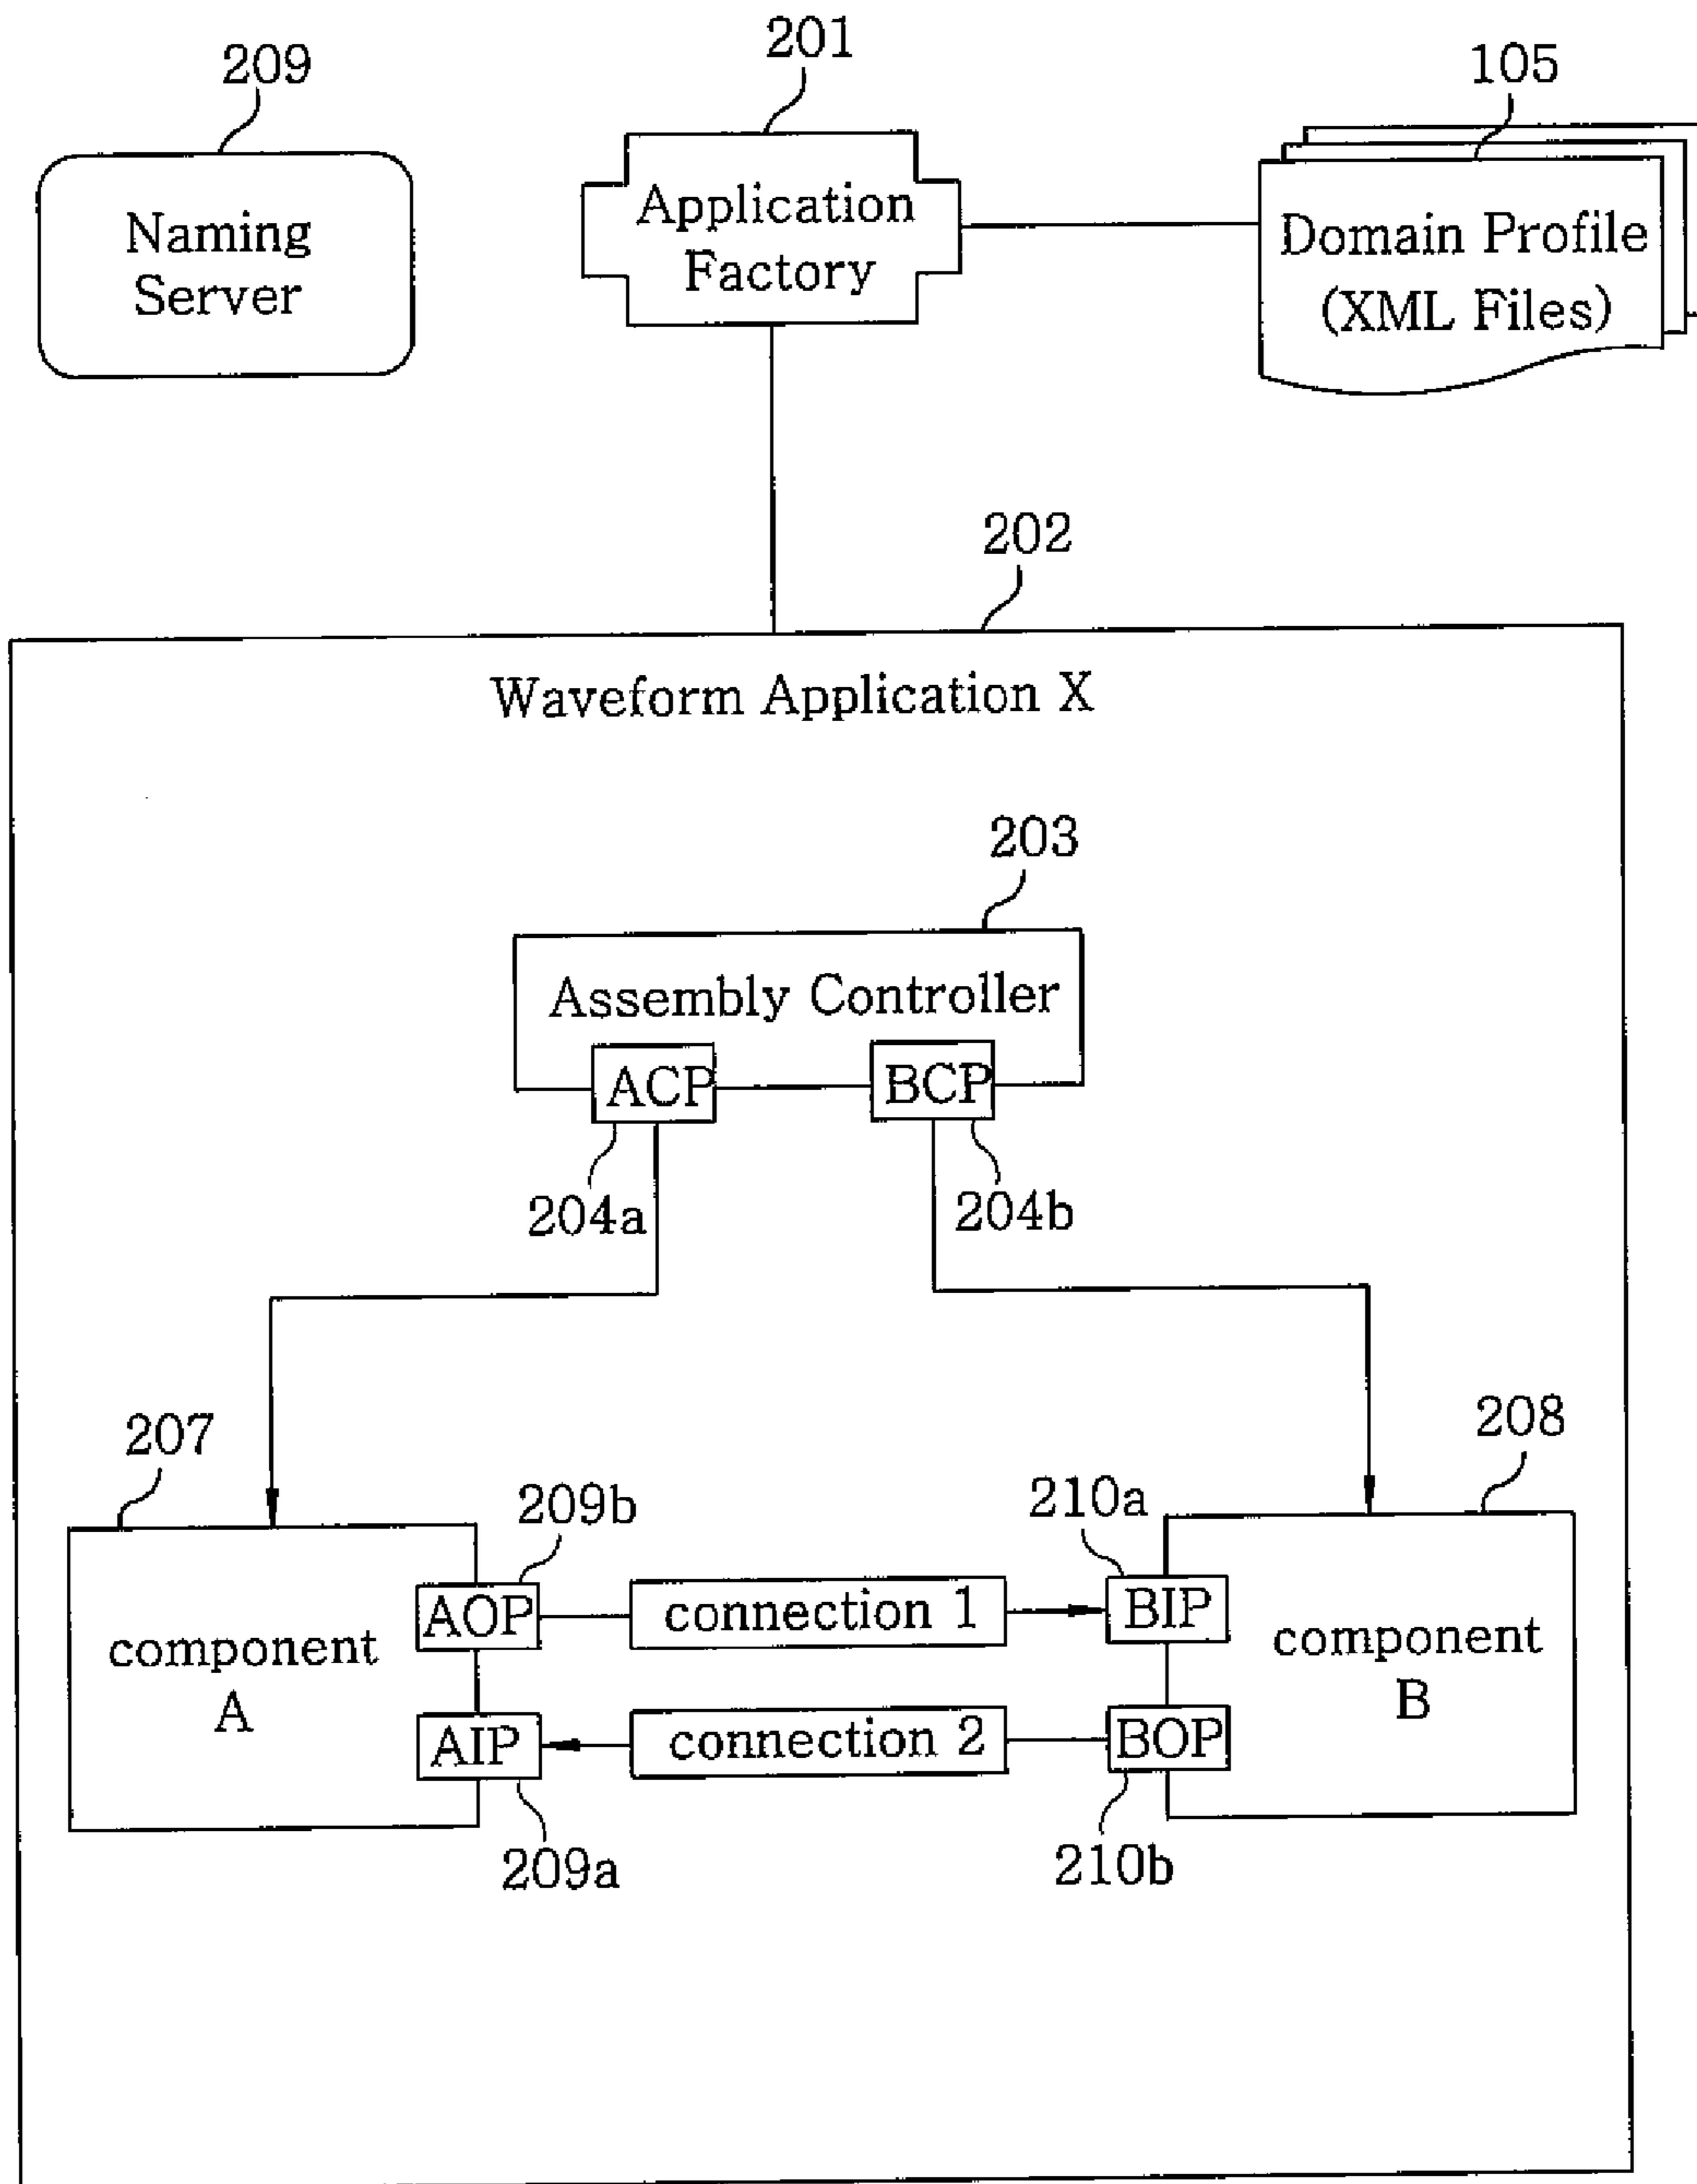 209
201
105
Naming
Server
Application
Factory
Domain Profile
(XML Files)
202
Waveform Application X
203
Assembly Controller
ACP
BCP
204a
204b
207
208
209b
210a
component
A
AOP
connection 1
BIP
component
B
AIP
connection 2
BOP
209a
210b